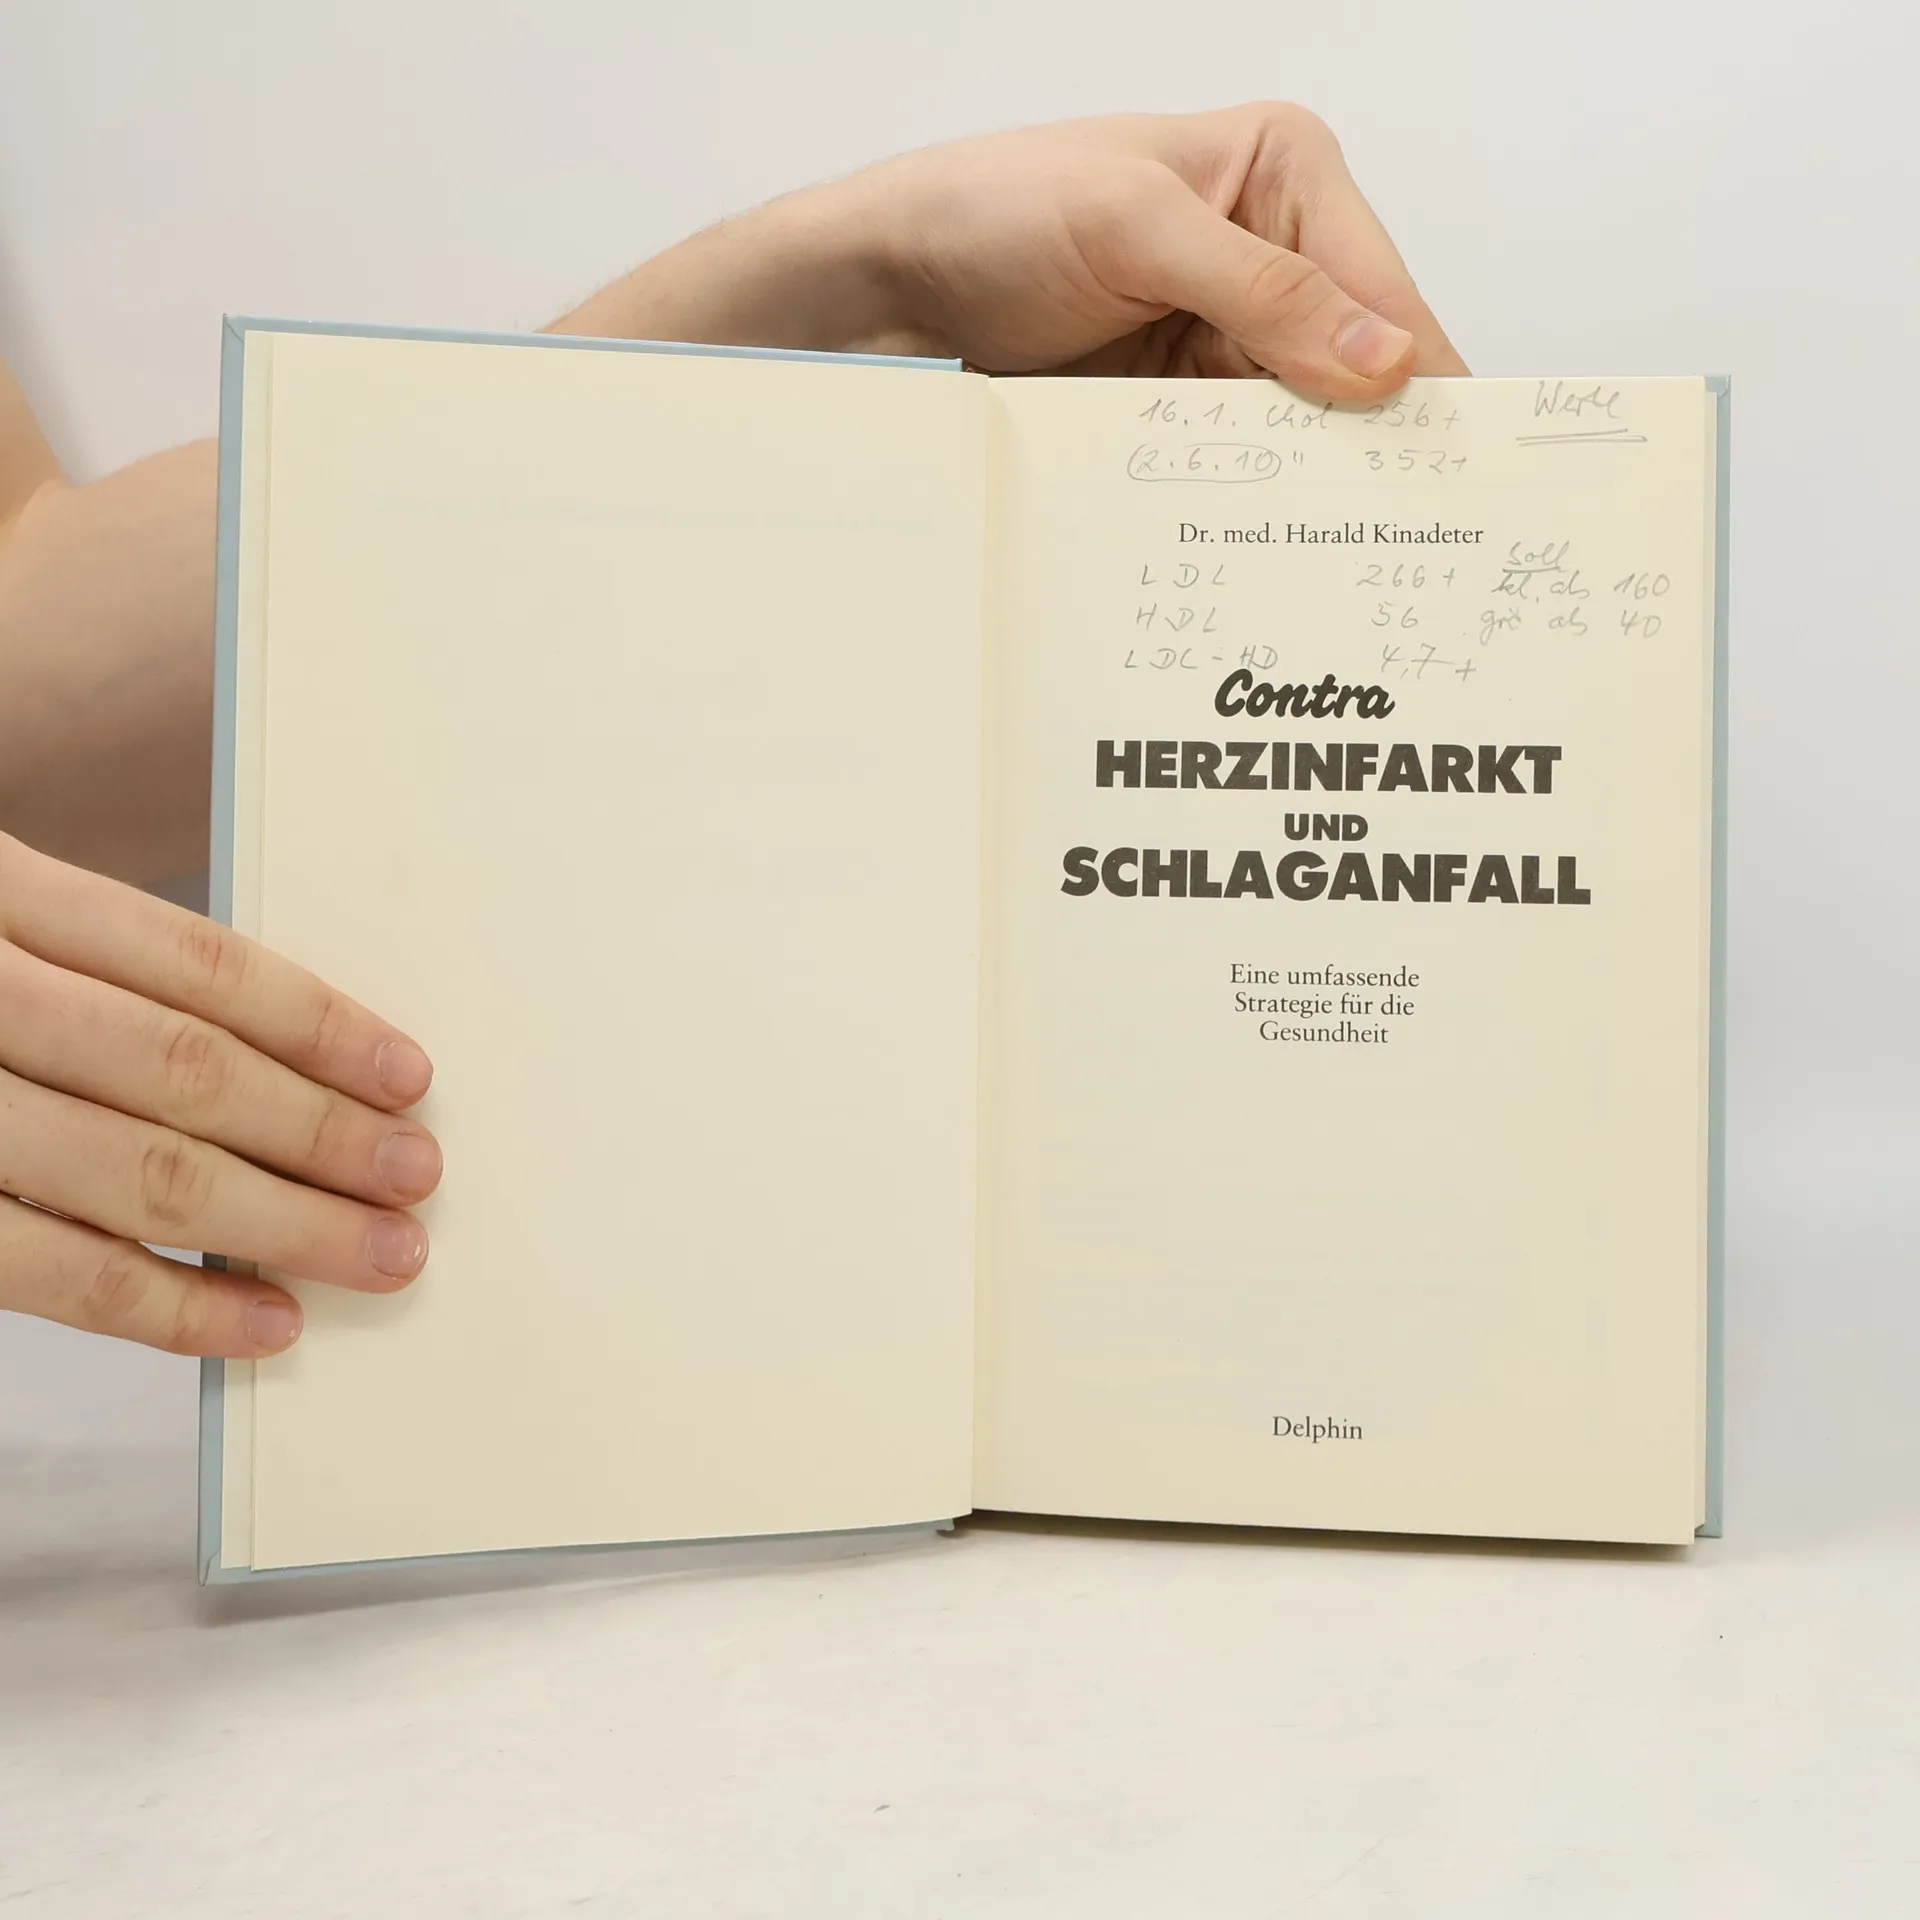 16. 1. Chol 256+ Werte
2.6.10 " 352+
Dr. med. Harald Kinadeter
Soll
LDL 266+ kl. als 160
HDL 56 grö als 40
LDL-HD 4,7+
Contra
HERZINFARKT
UND
SCHLAGANFALL
Eine umfassende
Strategie für die
Gesundheit
Delphin